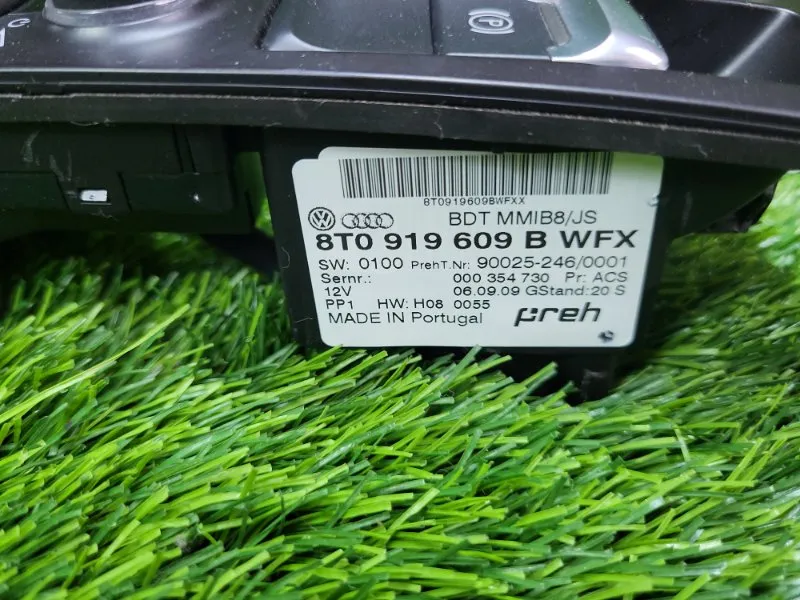 (P)
8T0919609BWFXX
BDT MMIB8/JS
8T0 919 609 B WFX
SW: 0100 PrehT.Nr: 90025-246/0001
Sernr.: 000 354 730 Pr: ACS
12V 06.09.09 GStand: 20 S
PP1 HW: H08 0055
MADE IN Portugal preh